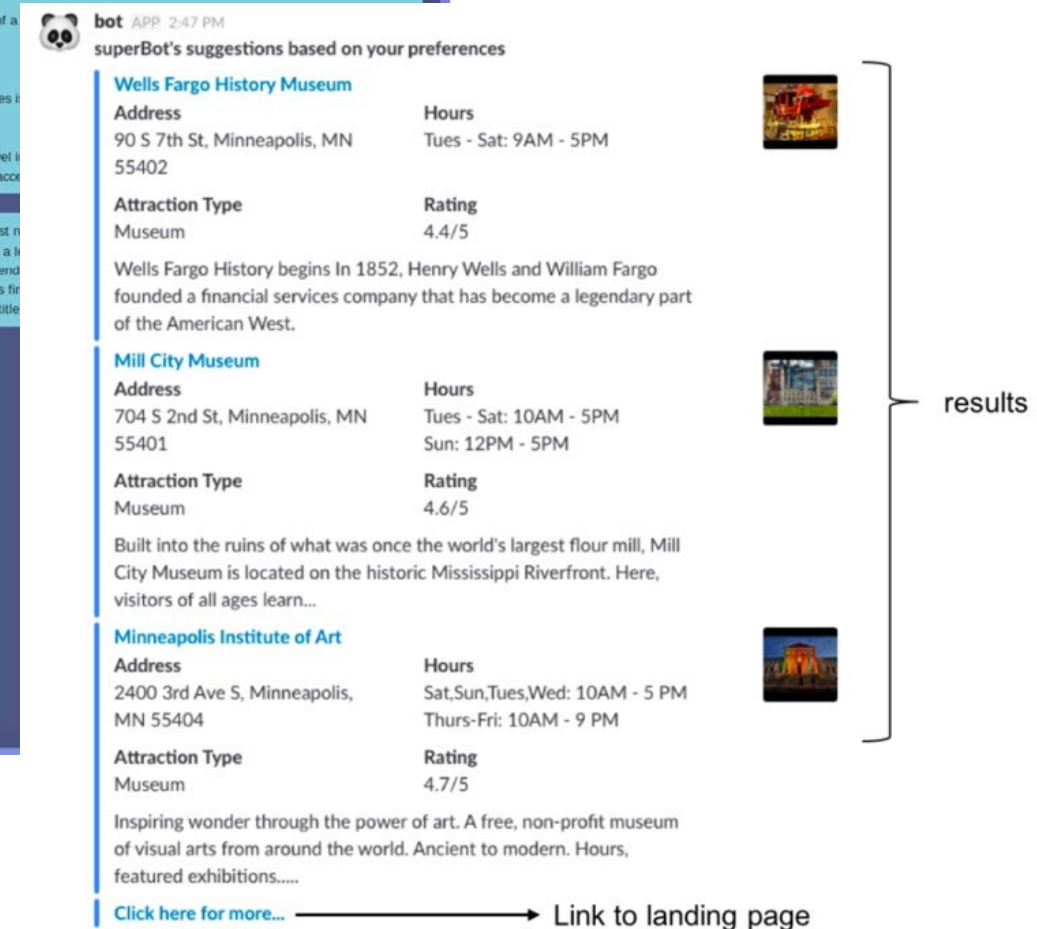 of a
es i
vel i
acce
st n
a l
end
s fir
title
bot APP 2:47 PM
superBot's suggestions based on your preferences
Wells Fargo History Museum
Address Hours
90 S 7th St, Minneapolis, MN Tues - Sat: 9AM - 5PM
55402
Attraction Type Rating
Museum 4.4/5
Wells Fargo History begins In 1852, Henry Wells and William Fargo
founded a financial services company that has become a legendary part
of the American West.
Mill City Museum
Address Hours
704 S 2nd St, Minneapolis, MN Tues - Sat: 10AM - 5PM
55401 Sun: 12PM - 5PM
Attraction Type Rating
Museum 4.6/5
Built into the ruins of what was once the world's largest flour mill, Mill
City Museum is located on the historic Mississippi Riverfront. Here,
visitors of all ages learn...
Minneapolis Institute of Art
Address Hours
2400 3rd Ave S, Minneapolis, Sat,Sun,Tues,Wed: 10AM - 5 PM
MN 55404 Thurs-Fri: 10AM - 9 PM
Attraction Type Rating
Museum 4.7/5
Inspiring wonder through the power of art. A free, non-profit museum
of visual arts from around the world. Ancient to modern. Hours,
featured exhibitions.....
Click here for more... Link to landing page
results